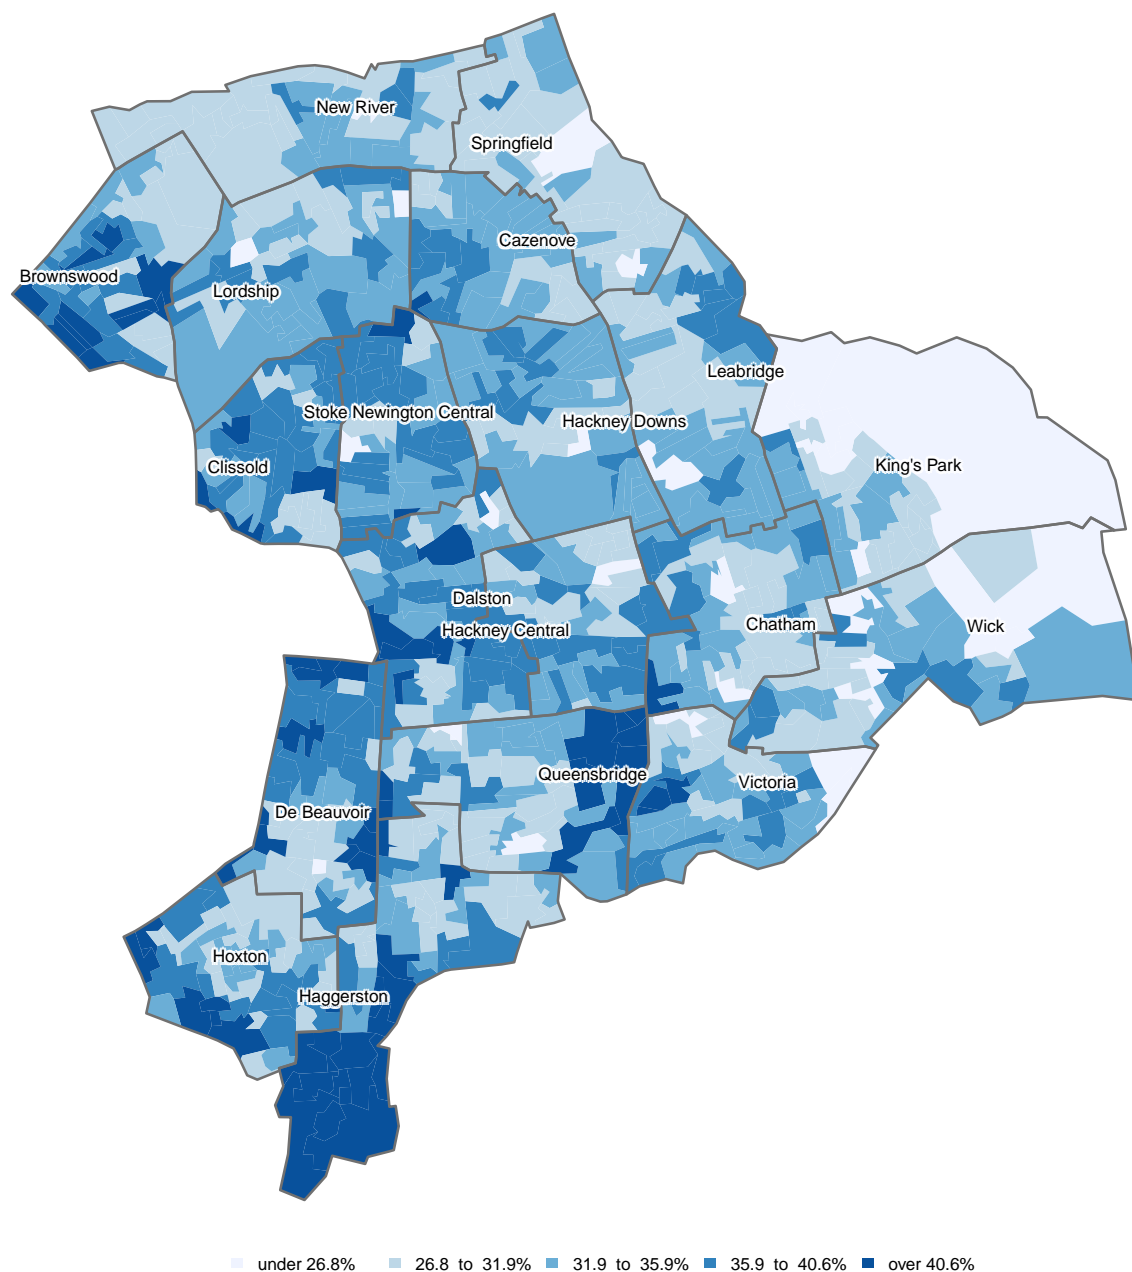 New River
Springfield
Cazenove
Brownswood
Lordship
Leabridge
Stoke Newington Central
Hackney Downs
Clissold
King's Park
Dalston
Chatham
Wick
Hackney Central
Queensbridge
Victoria
De Beauvoir
Hoxton
Haggerston
under 26.8% 26.8 to 31.9% 31.9 to 35.9% 35.9 to 40.6% over 40.6%